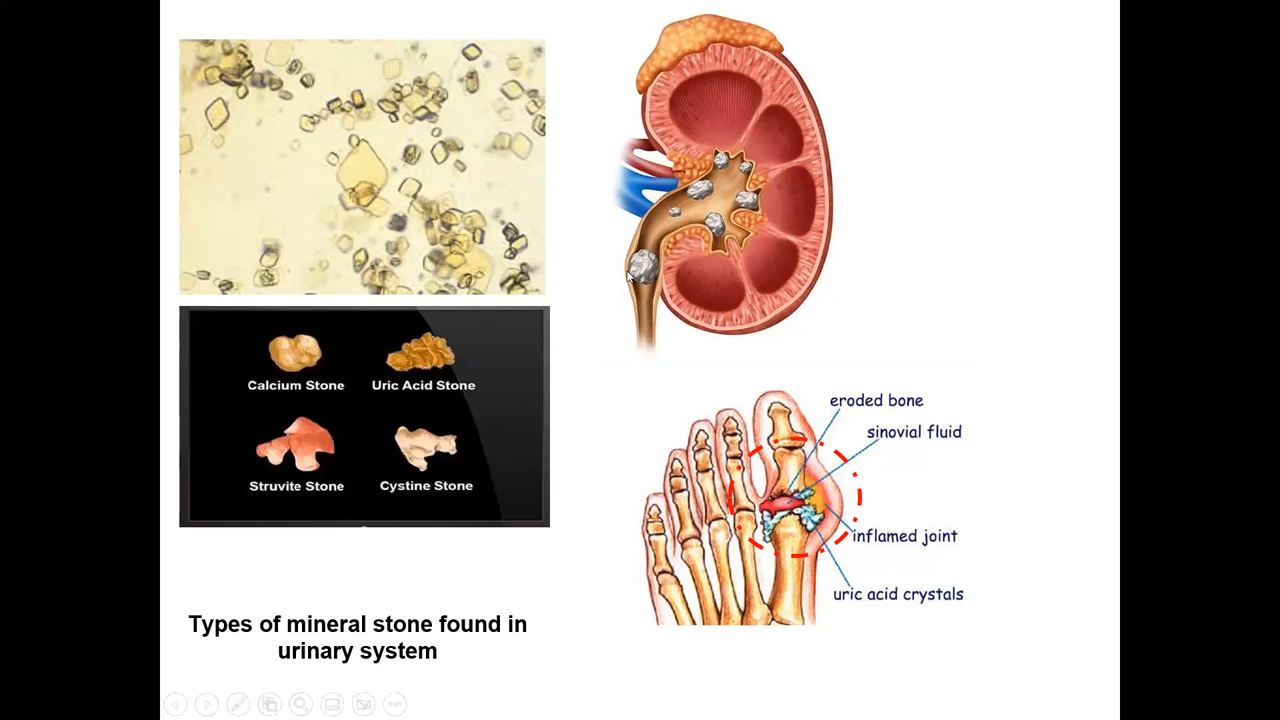 Calcium Stone
Uric Acid Stone
Struvite Stone
Cystine Stone
Types of mineral stone found in
urinary system
eroded bone
sinovial fluid
inflamed joint
uric acid crystals